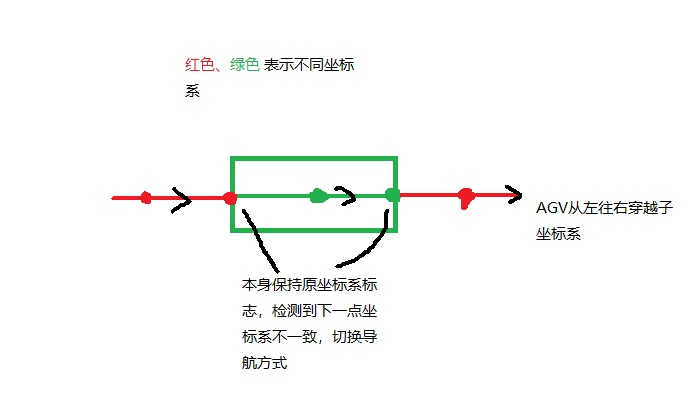 红色、绿色 表示不同坐标
系
AGV从左往右穿越子
坐标系
本身保持原坐标系标
志，检测到下一点坐
标系不一致，切换导
航方式